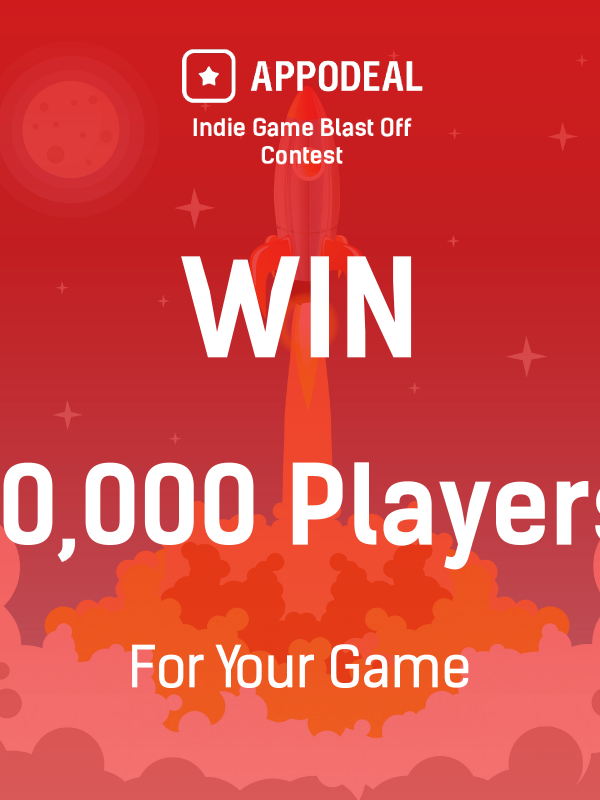 APPODEAL
Indie Game Blast Off
Contest
WIN
0,000 Players
For Your Game